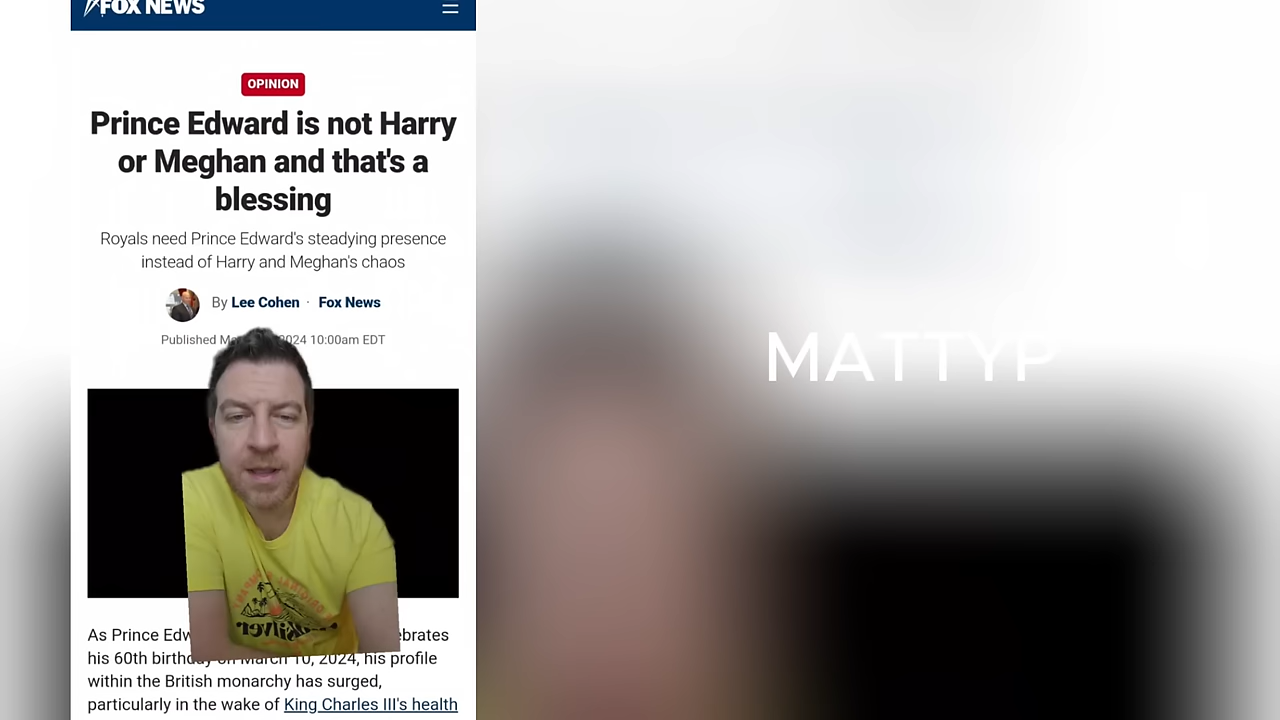 FOX NEWS
OPINION
Prince Edward is not Harry
or Meghan and that's a
blessing
Royals need Prince Edward's steadying presence
instead of Harry and Meghan's chaos
By Lee Cohen · Fox News
Published 2024 10:00am EDT
MATTYP
As Prince
his 60th birthday on March 10, 2024, his profile
within the British monarchy has surged,
particularly in the wake of King Charles III's health